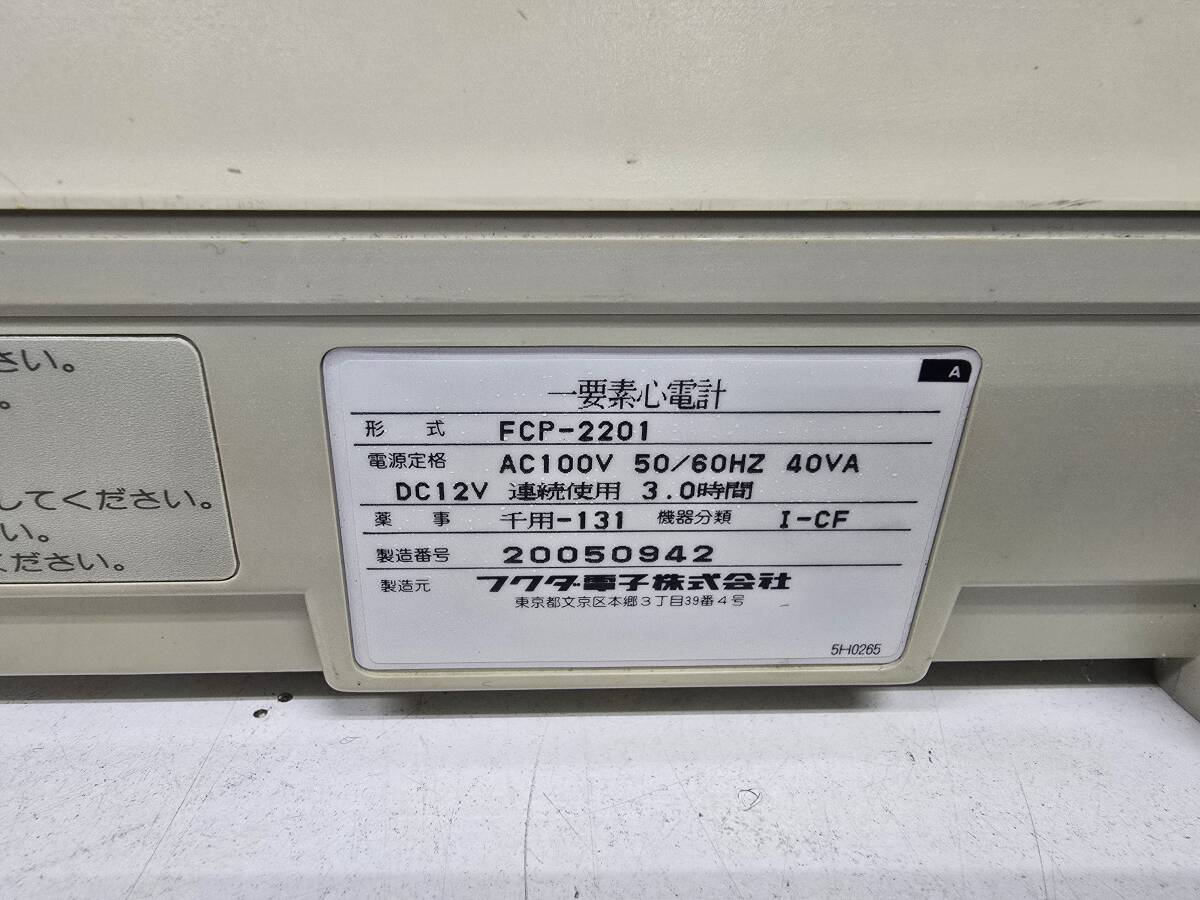 さい。
。
してください。
い。
ください。
A
一要素心電計
形 式 FCP-2201
電源定格 AC100V 50/60HZ 40VA
DC12V 連続使用 3.0時間
薬 事 千用-131 機器分類 I-CF
製造番号 20050942
製造元 フクダ電子株式会社
東京都文京区本郷3丁目39番4号
5H0265